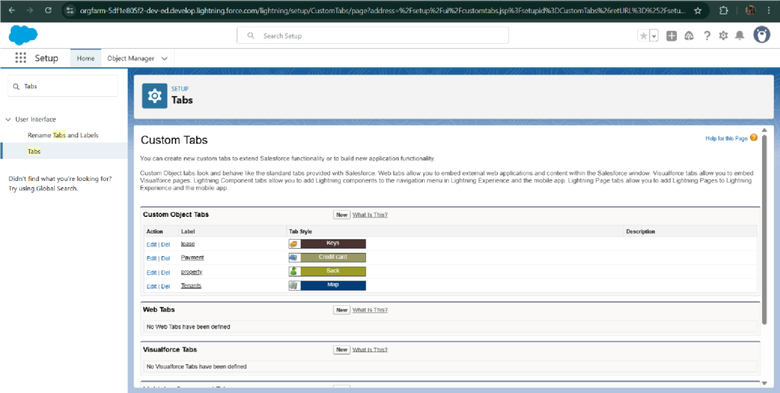 orgfarm-5df1e805f2-dev-ed.develop.lightning.force.com/lightning/setup/CustomTabs/page?address=%2Fsetup%2Fui%2Fcustomtabs.jsp%3Fsetupid%3DCustomTabs%26retURL%3D%252Fsetu...
Search Setup
Setup
Home
Object Manager
Tabs
User Interface
Rename Tabs and Labels
Tabs
Didn't find what you're looking for?
Try using Global Search.
SETUP
Tabs
Custom Tabs
Help for this Page
You can create new custom tabs to extend Salesforce functionality or to build new application functionality.
Custom Object tabs look and behave like the standard tabs provided with Salesforce. Web tabs allow you to embed external web applications and content within the Salesforce window. Visualforce tabs allow you to embed
Visualforce pages. Lightning Component tabs allow you to add Lightning components to the navigation menu in Lightning Experience and the mobile app. Lightning Page tabs allow you to add Lightning Pages to Lightning
Experience and the mobile app
Custom Object Tabs New What Is This?
Action Label Tab Style Description
Edit | Del lease Keys
Edit | Del Payment Credit card
Edit | Del property Sack
Edit | Del Tenants Map
Web Tabs New What Is This?
No Web Tabs have been defined
Visualforce Tabs New What Is This?
No Visualforce Tabs have been defined